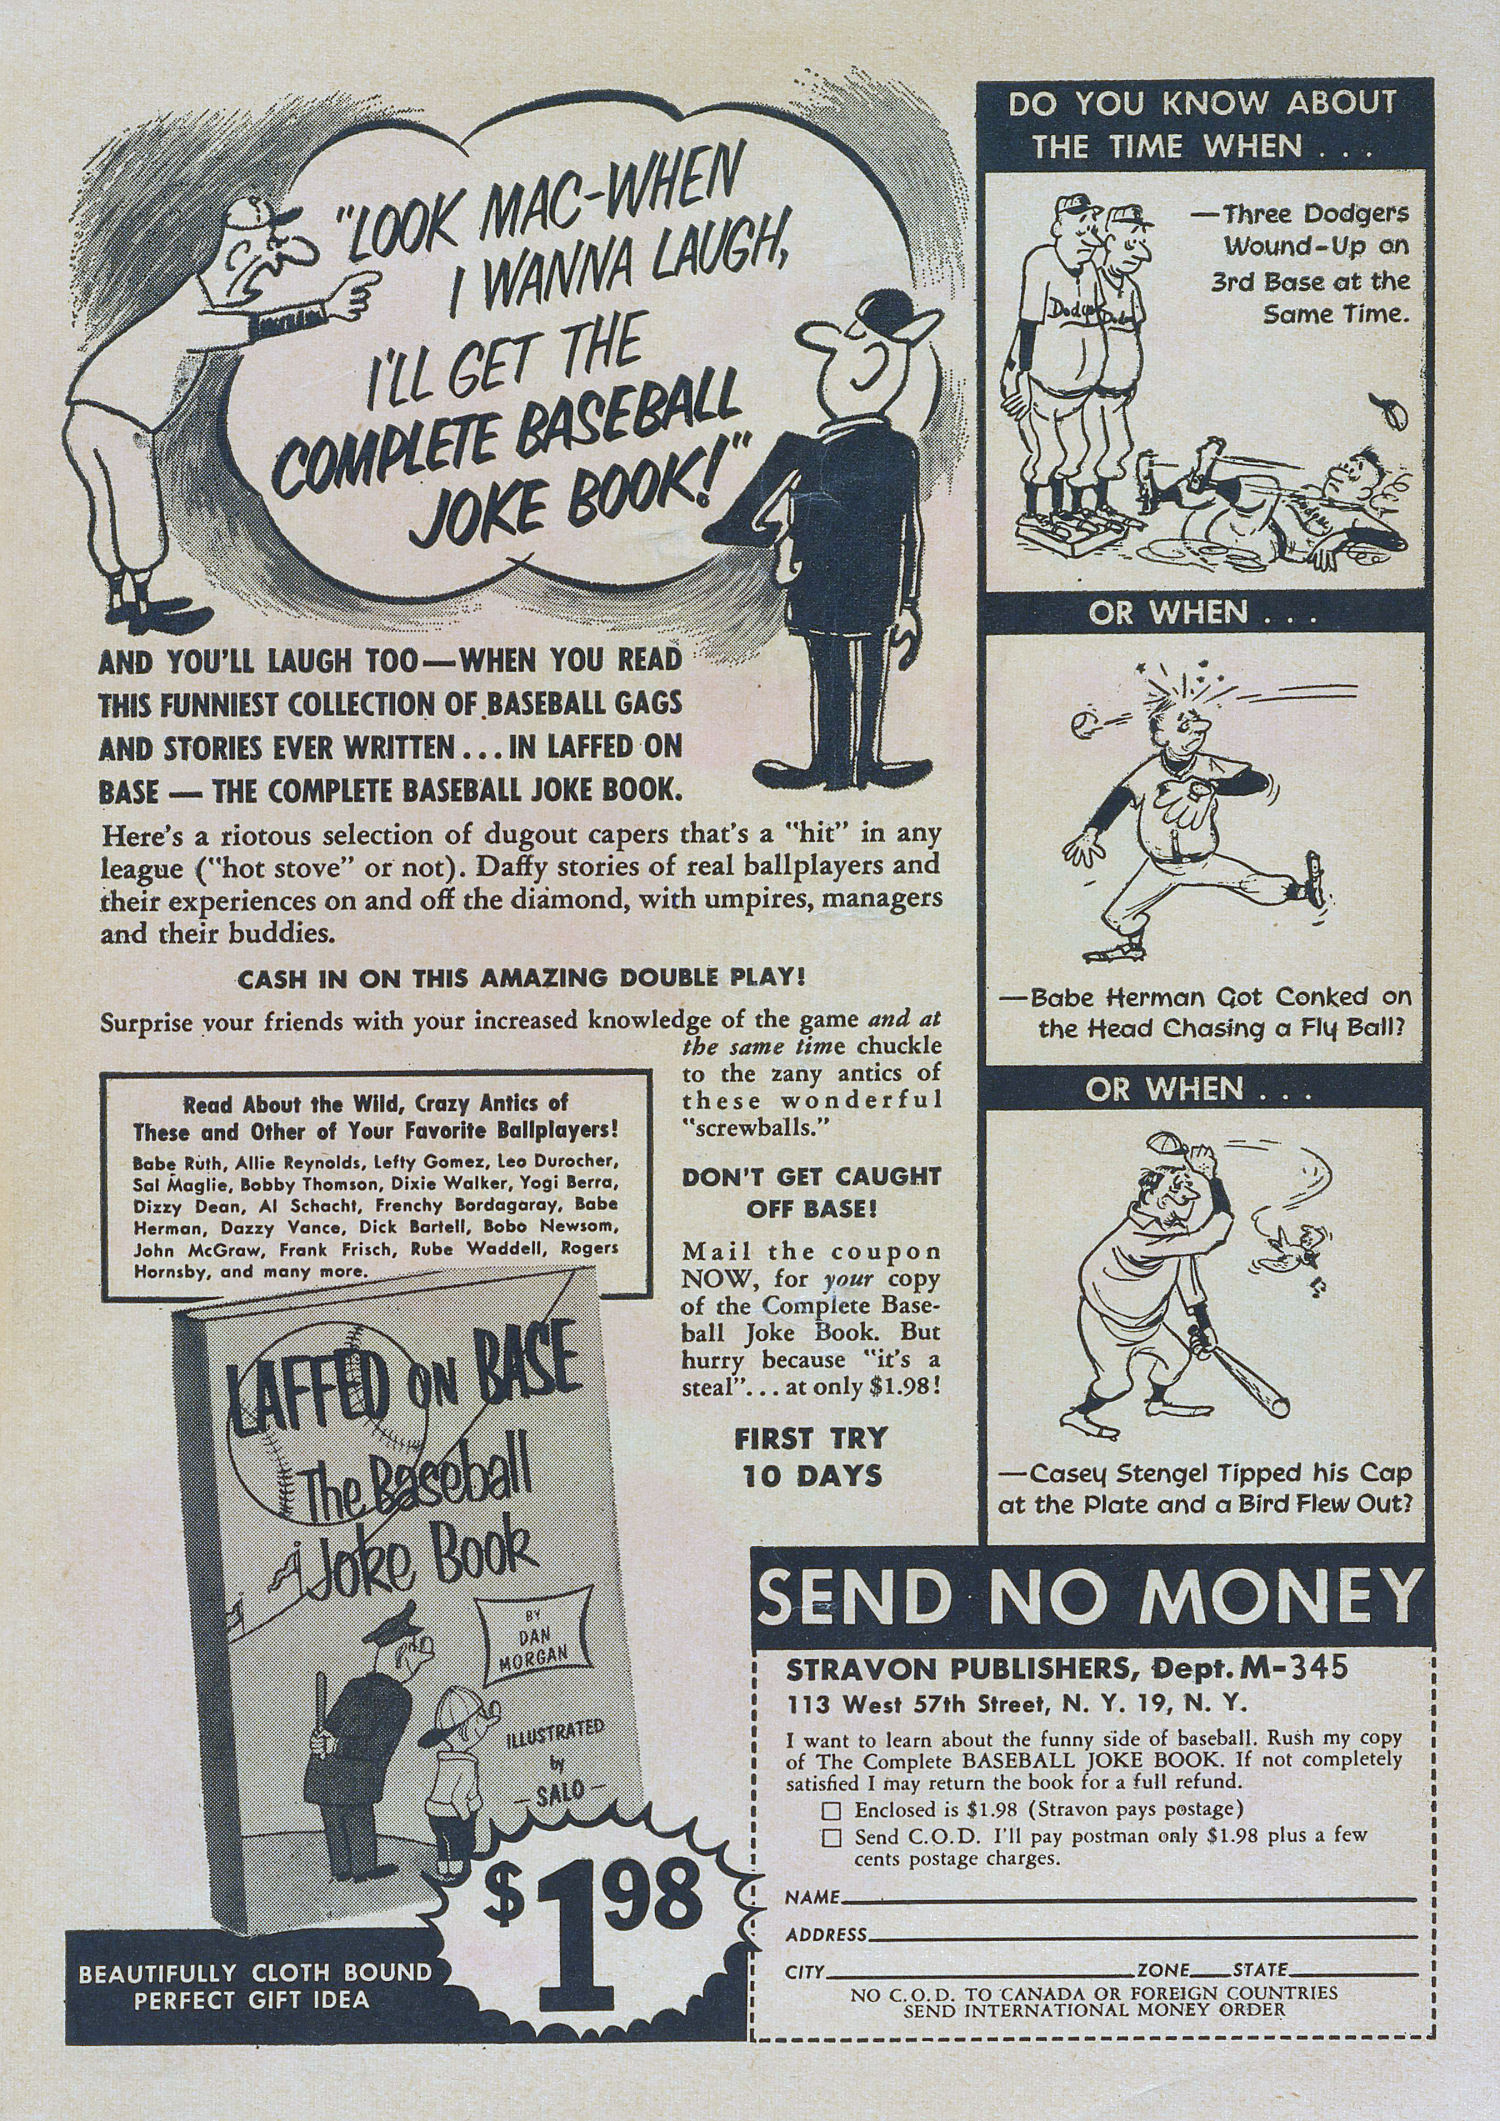 "LOOK MAC-WHEN
I WANNA LAUGH,
I'LL GET THE
COMPLETE BASEBALL
JOKE BOOK!"
AND YOU'LL LAUGH TOO—WHEN YOU READ
THIS FUNNIEST COLLECTION OF BASEBALL GAGS
AND STORIES EVER WRITTEN...IN LAFFED ON
BASE — THE COMPLETE BASEBALL JOKE BOOK.
Here's a riotous selection of dugout capers that's a "hit" in any
league ("hot stove" or not). Daffy stories of real ballplayers and
their experiences on and off the diamond, with umpires, managers
and their buddies.
CASH IN ON THIS AMAZING DOUBLE PLAY!
Surprise your friends with your increased knowledge of the game and at
the same time chuckle
to the zany antics of
these wonderful
"screwballs."
Read About the Wild, Crazy Antics of
These and Other of Your Favorite Ballplayers!
Babe Ruth, Allie Reynolds, Lefty Gomez, Leo Durocher,
Sal Maglie, Bobby Thomson, Dixie Walker, Yogi Berra,
Dizzy Dean, Al Schacht, Frenchy Bordagaray, Babe
Herman, Dazzy Vance, Dick Bartell, Bobo Newsom,
John McGraw, Frank Frisch, Rube Waddell, Rogers
Hornsby, and many more.
DON'T GET CAUGHT
OFF BASE!
Mail the coupon
NOW, for your copy
of the Complete Base-
ball Joke Book. But
hurry because "it's a
steal"...at only $1.98!
FIRST TRY
10 DAYS
LAFFED ON BASE
The Baseball
Joke Book
BY
DAN
MORGAN
ILLUSTRATED
by
—SALO—
$1.98
BEAUTIFULLY CLOTH BOUND
PERFECT GIFT IDEA
DO YOU KNOW ABOUT
THE TIME WHEN...
—Three Dodgers
Wound-Up on
3rd Base at the
Same Time.
Dodgers
Dodgers
OR WHEN...
—Babe Herman Got Conked on
the Head Chasing a Fly Ball?
OR WHEN...
—Casey Stengel Tipped his Cap
at the Plate and a Bird Flew Out?
SEND NO MONEY
STRAVON PUBLISHERS, Dept. M-345
113 West 57th Street, N. Y. 19, N. Y.
I want to learn about the funny side of baseball. Rush my copy
of The Complete BASEBALL JOKE BOOK. If not completely
satisfied I may return the book for a full refund.
☐ Enclosed is $1.98 (Stravon pays postage)
☐ Send C.O.D. I'll pay postman only $1.98 plus a few
cents postage charges.
NAME
ADDRESS
CITY ZONE STATE
NO C.O.D. TO CANADA OR FOREIGN COUNTRIES
SEND INTERNATIONAL MONEY ORDER